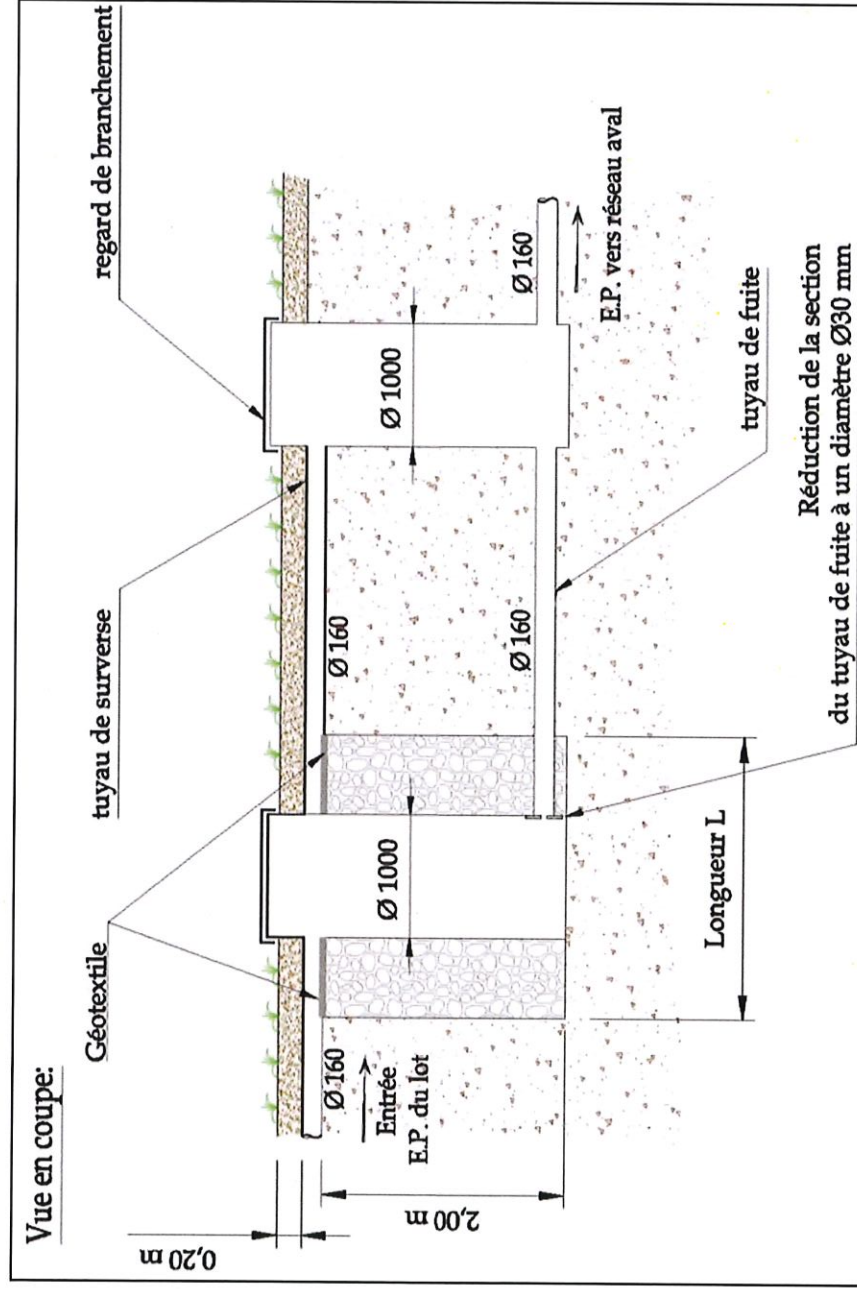 Vue en coupe:
Géotextile
tuyau de surverse
regard de branchement
0,20 m
2,00 m
Ø 160
Entrée
E.P. du lot
Ø 1000
Ø 160
Ø 160
Ø 1000
Ø 160
E.P. vers réseau aval
Longueur L
tuyau de fuite
Réduction de la section
du tuyau de fuite à un diamètre Ø30 mm